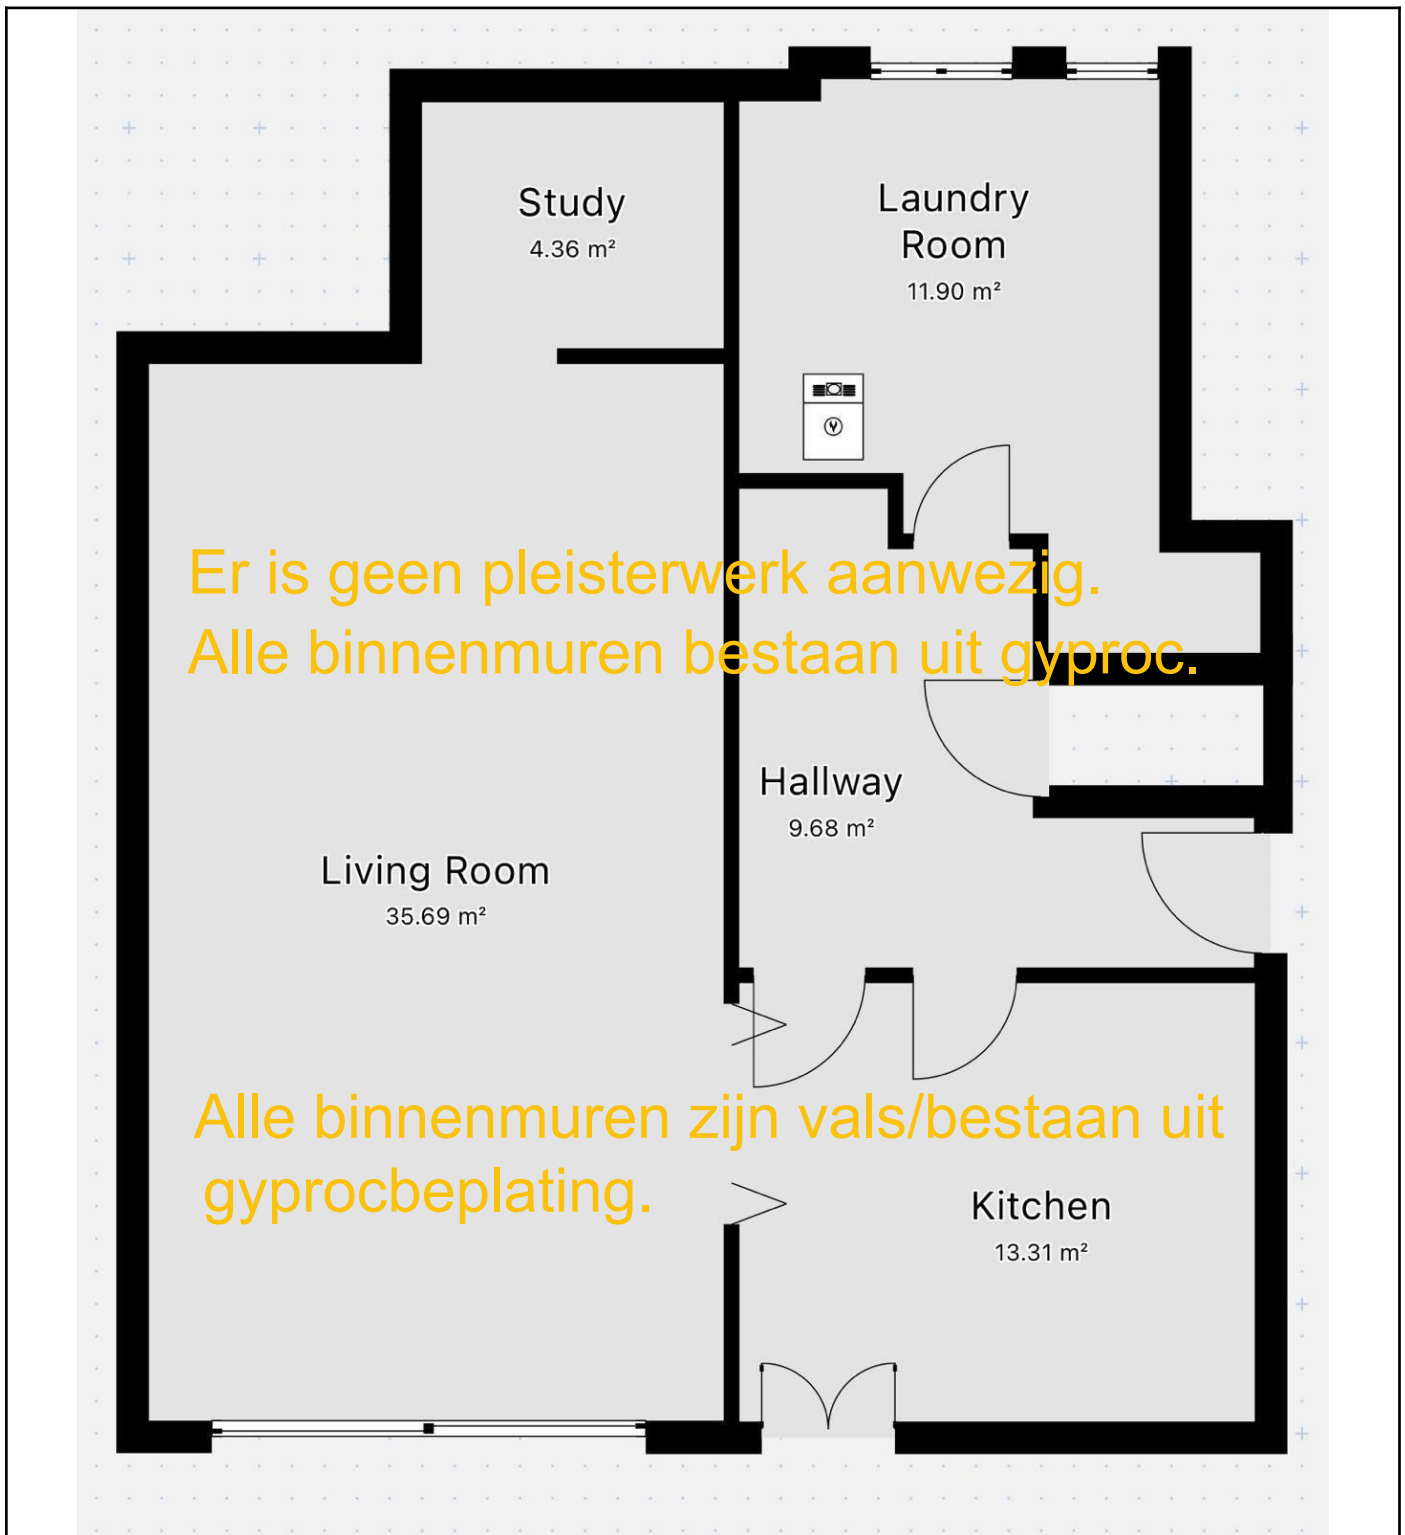 Study
4.36 m²
Laundry
Room
11.90 m²
Er is geen pleisterwerk aanwezig.
Alle binnenmuren bestaan uit gyproc.
Hallway
9.68 m²
Living Room
35.69 m²
Alle binnenmuren zijn vals/bestaan uit
gyprocbeplating.
Kitchen
13.31 m²